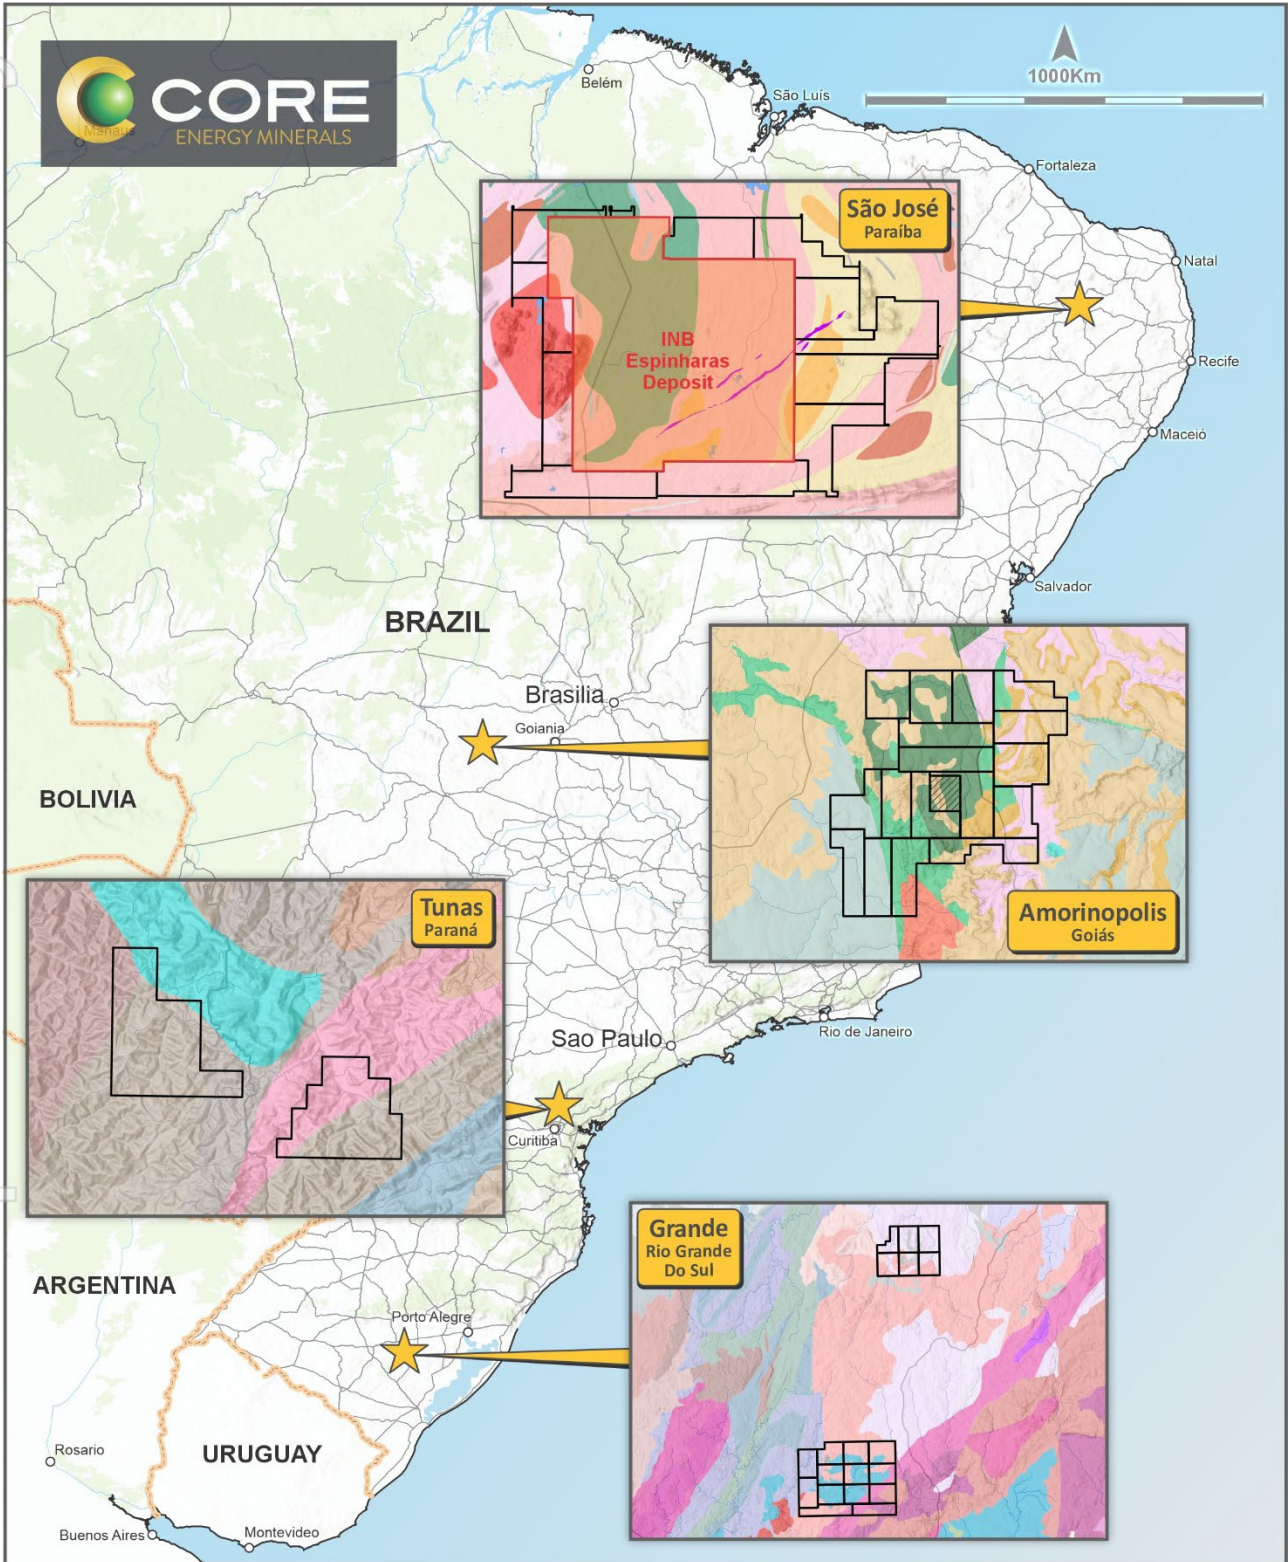 CORE
ENERGY MINERALS
Manaus
Belém
São Luís
1000Km
Fortaleza
São José
Paraíba
Natal
INB
Espinharas
Deposit
Recife
Maceió
Salvador
BRAZIL
Brasilia
Goiania
BOLIVIA
Amorinopolis
Goiás
Tunas
Paraná
Rio de Janeiro
Sao Paulo
Curitiba
Grande
Rio Grande
Do Sul
ARGENTINA
Porto Alegre
URUGUAY
Rosario
Buenos Aires
Montevideo